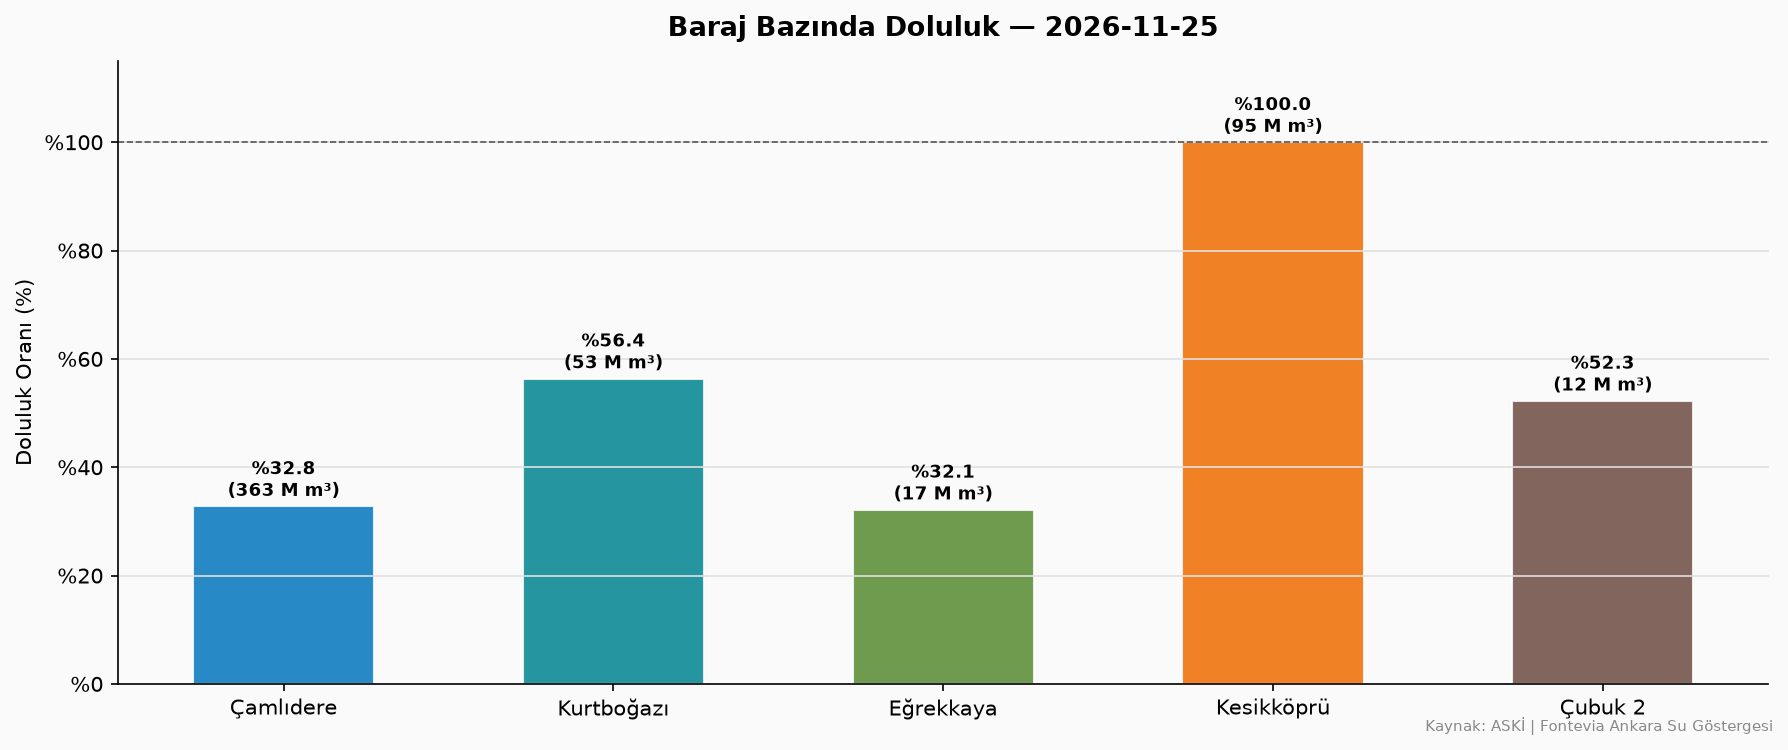 Baraj Bazında Doluluk — 2026-11-25
Doluluk Oranı (%)
%100
%80
%60
%40
%20
%0
%32.8
(363 M m³)
%56.4
(53 M m³)
%32.1
(17 M m³)
%100.0
(95 M m³)
%52.3
(12 M m³)
Çamlıdere
Kurtboğazı
Eğrekkaya
Kesikköprü
Çubuk 2
Kaynak: ASKİ | Fontevia Ankara Su Göstergesi